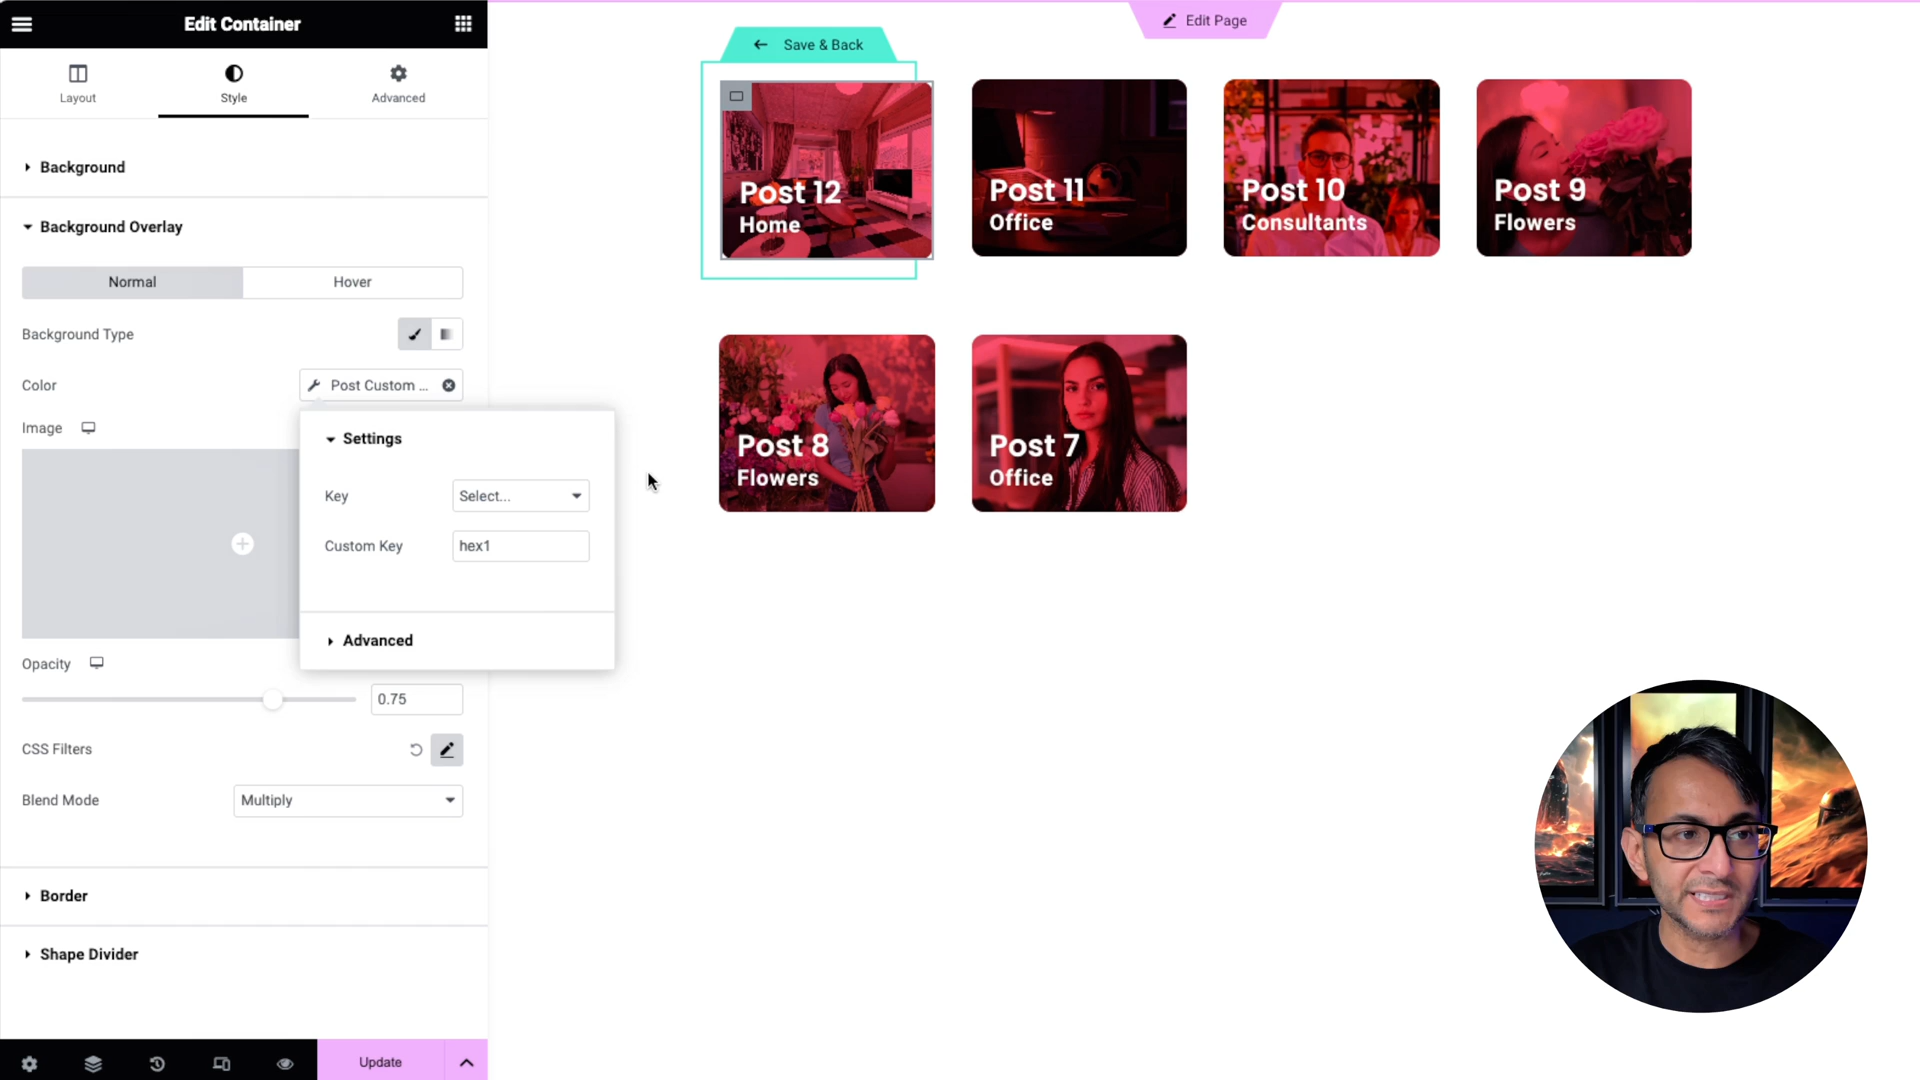 Edit Container
Layout
Style
Advanced
Background
Background Overlay
Normal
Hover
Background Type
Color
Post Custom ...
Image
Settings
Key
Select...
Custom Key
hex1
Advanced
Opacity
0.75
CSS Filters
Blend Mode
Multiply
Border
Shape Divider
Update
Edit Page
Save & Back
Post 12
Home
Post 11
Office
Post 10
Consultants
Post 9
Flowers
Post 8
Flowers
Post 7
Office